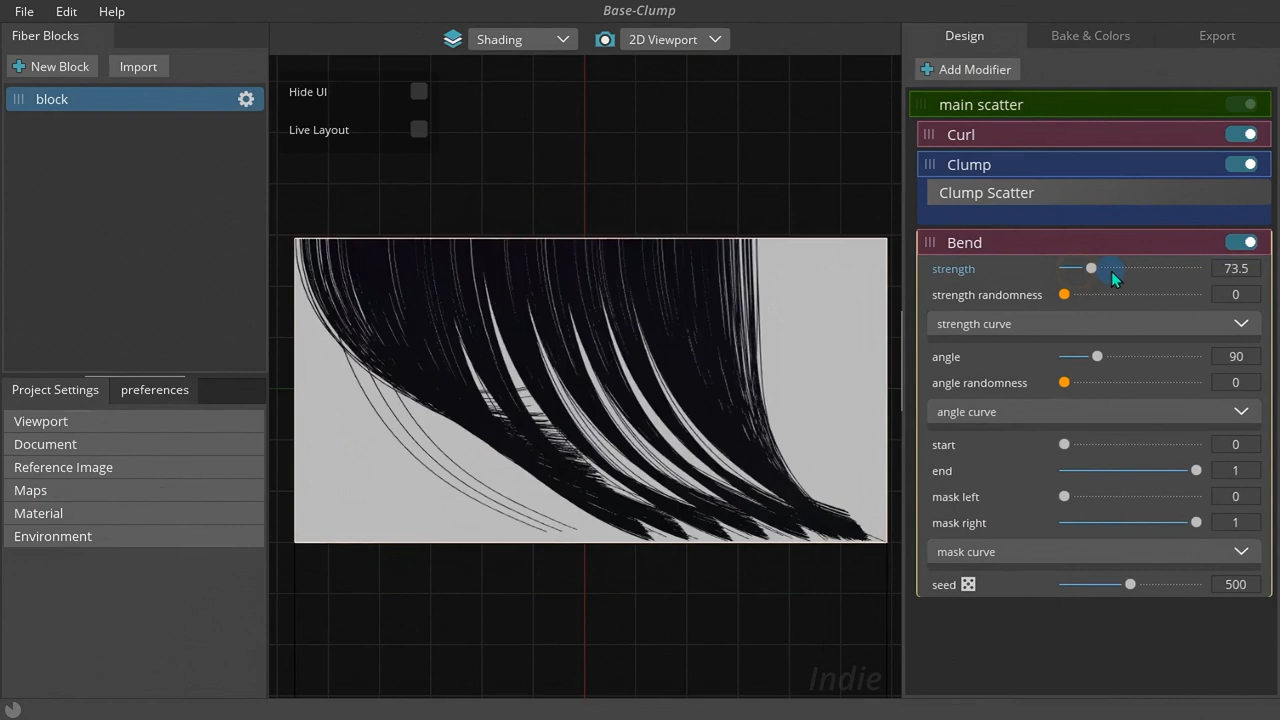 File Edit Help
Base-Clump
Fiber Blocks
New Block Import
block
Project Settings preferences
Viewport
Document
Reference Image
Maps
Material
Environment
Shading 2D Viewport
Hide UI
Live Layout
Indie
Design Bake & Colors Export
Add Modifier
main scatter
Curl
Clump
Clump Scatter
Bend
strength 73.5
strength randomness 0
strength curve
angle 90
angle randomness 0
angle curve
start 0
end 1
mask left 0
mask right 1
mask curve
seed 500